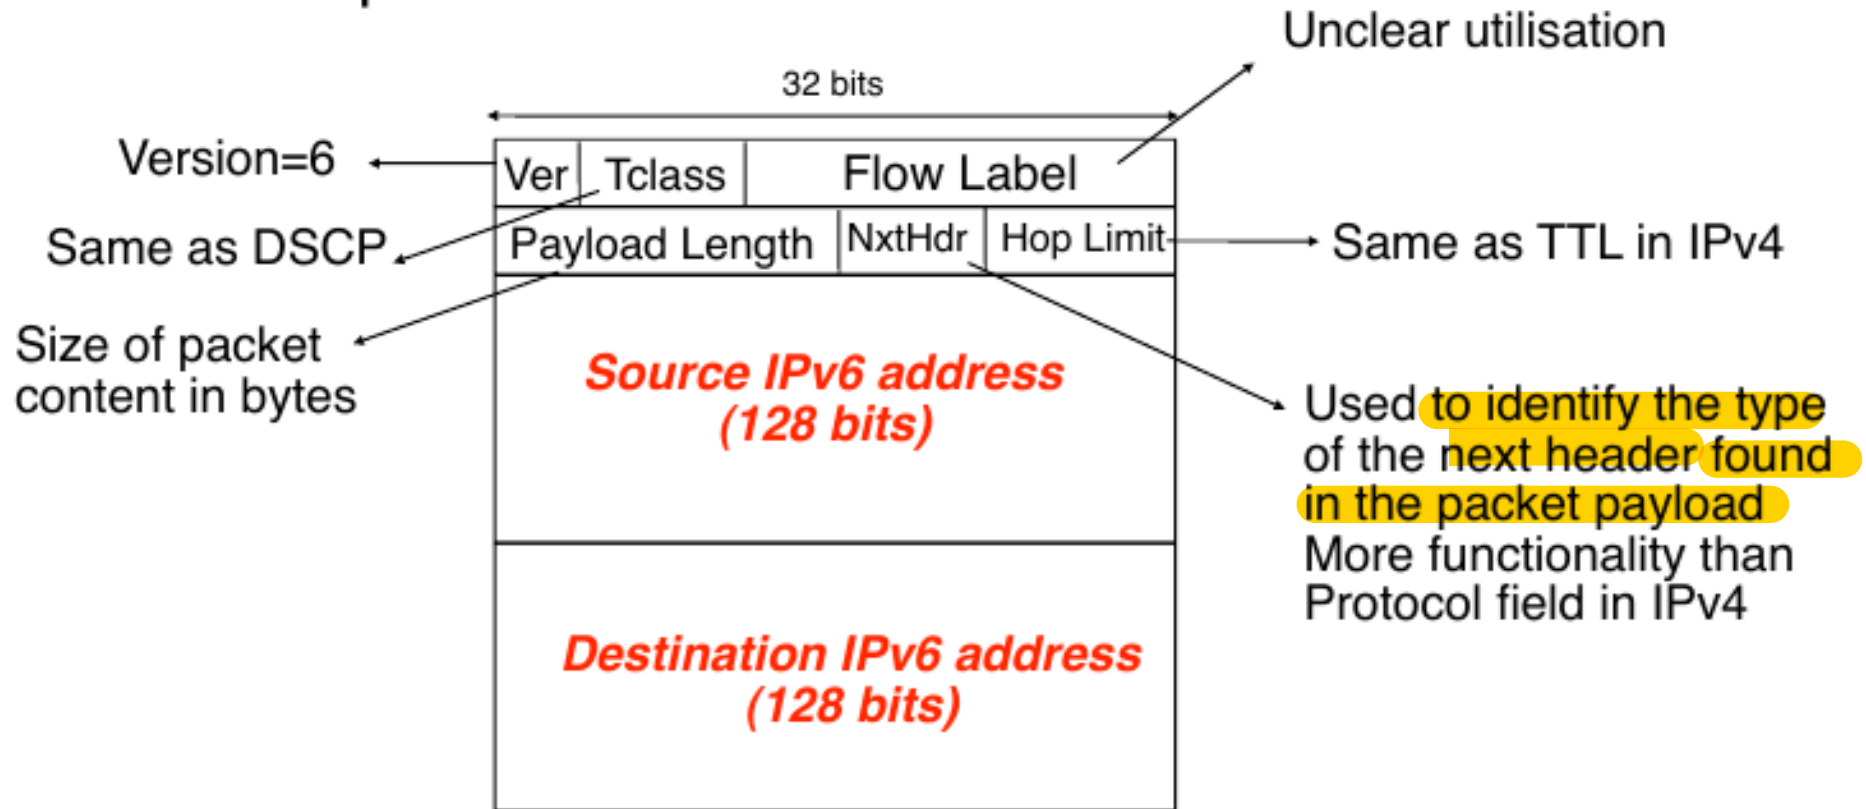 Unclear utilisation
32 bits
Version=6
Ver
Tclass
Flow Label
Same as DSCP
Payload Length
NxtHdr
Hop Limit
Same as TTL in IPv4
Size of packet
content in bytes
Source IPv6 address
(128 bits)
Used to identify the type
of the next header found
in the packet payload
More functionality than
Protocol field in IPv4
Destination IPv6 address
(128 bits)